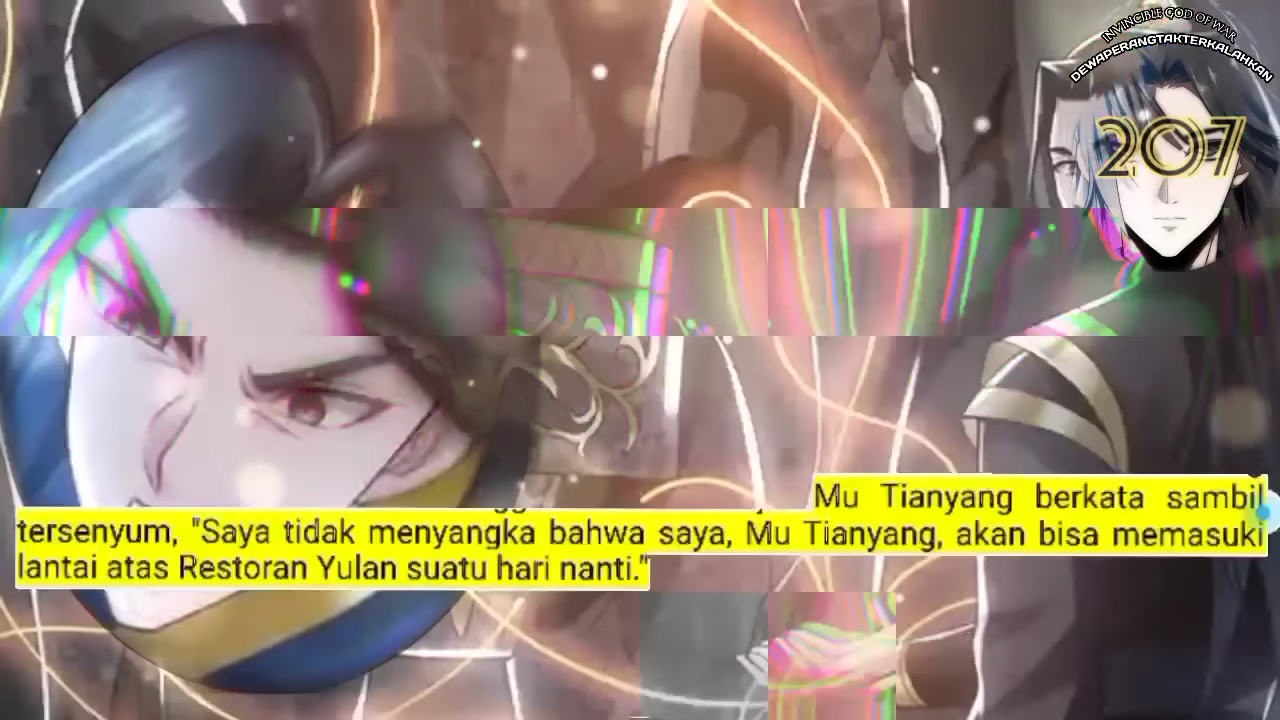 INVINCIBLE GOD OF WAR
DEWAPERANGTAKTERKALAHKAN
207
Mu Tianyang berkata sambil
tersenyum, "Saya tidak menyangka bahwa saya, Mu Tianyang, akan bisa memasuki
lantai atas Restoran Yulan suatu hari nanti."